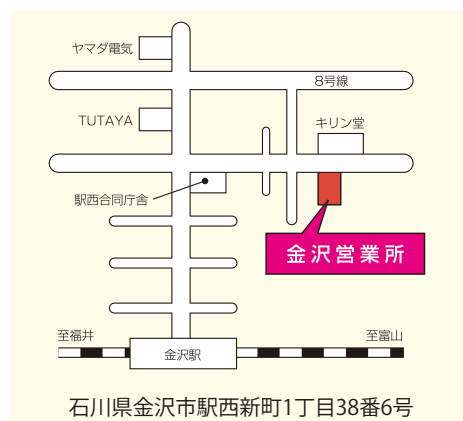 ヤマダ電気
8号線
TUTAYA
キリン堂
駅西合同庁舎
金沢営業所
至福井
至富山
金沢駅
石川県金沢市駅西新町1丁目38番6号